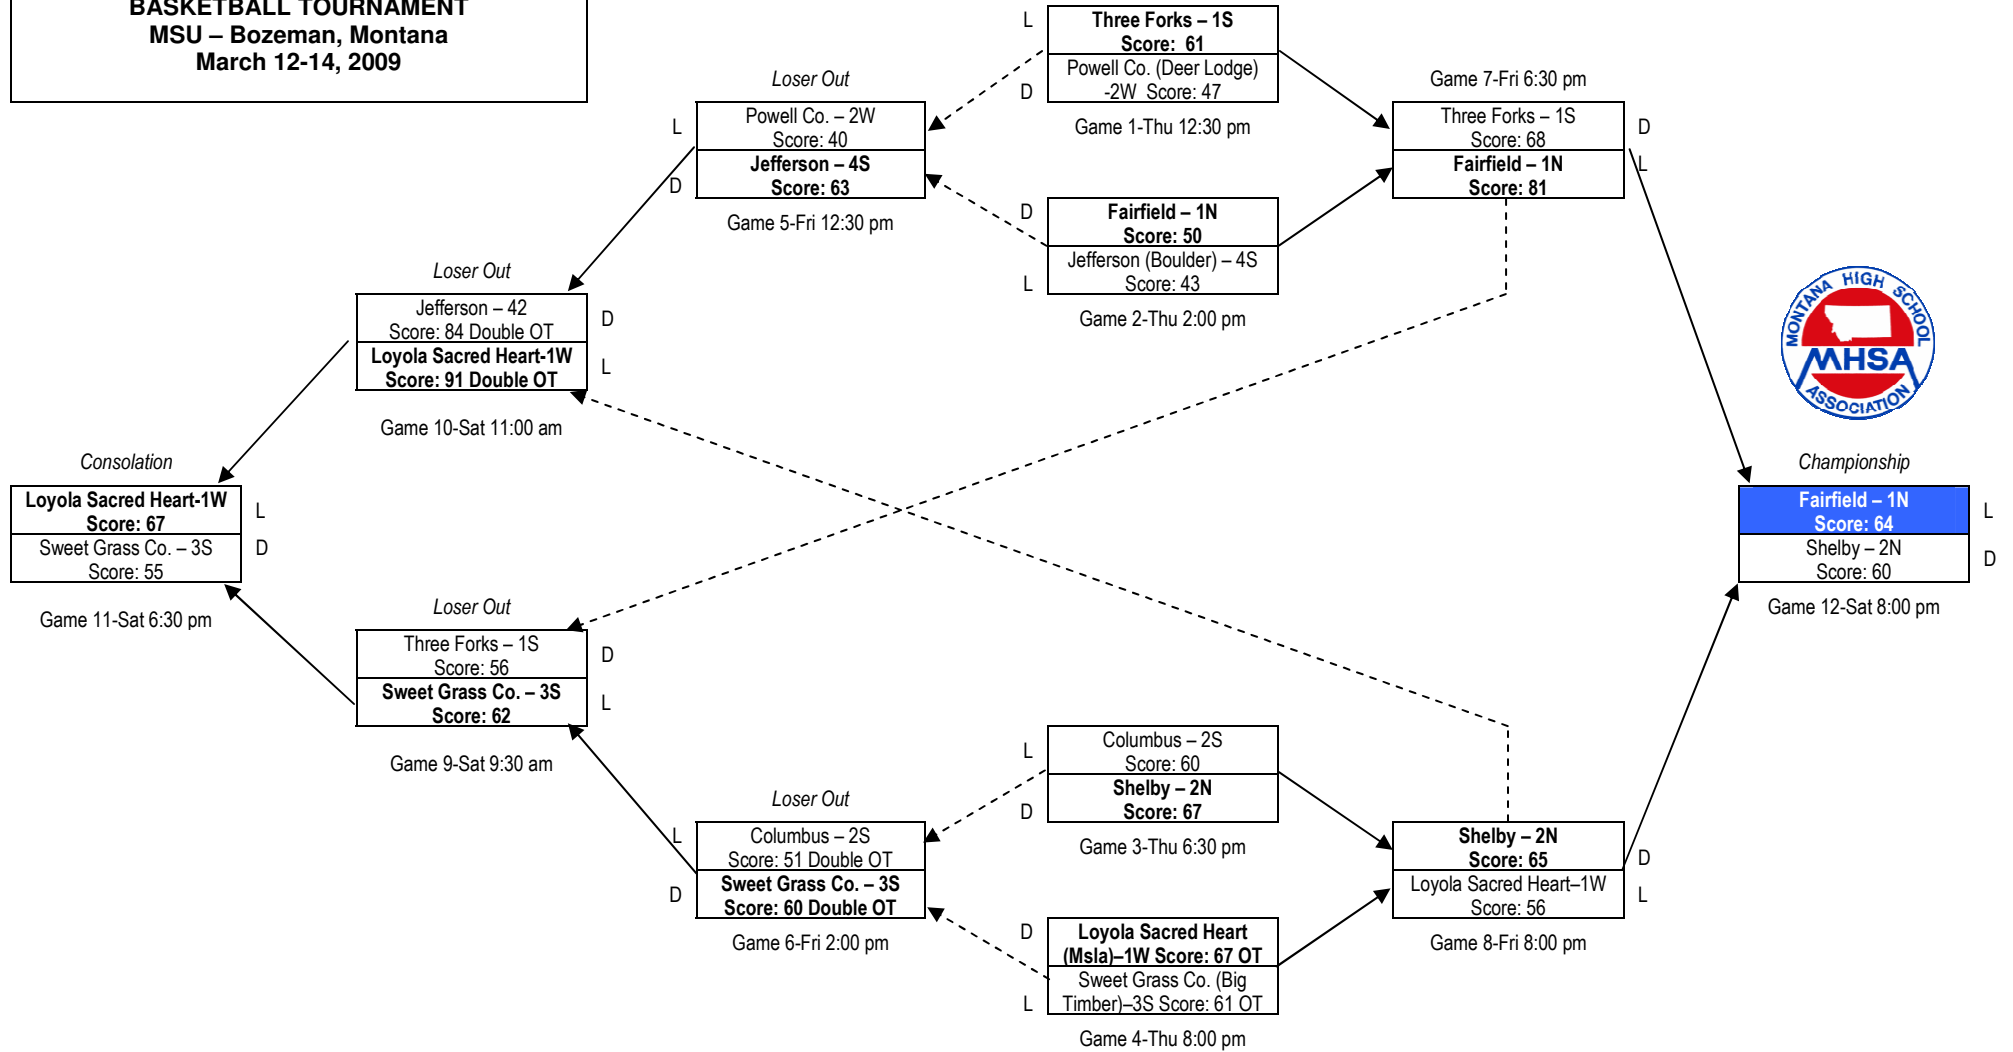 BASKETBALL TOURNAMENT
MSU – Bozeman, Montana
March 12-14, 2009
L
Three Forks – 1S
Score: 61
D
Powell Co. (Deer Lodge)
-2W Score: 47
Game 1-Thu 12:30 pm
Loser Out
L
Powell Co. – 2W
Score: 40
D
Jefferson – 4S
Score: 63
Game 5-Fri 12:30 pm
Game 7-Fri 6:30 pm
Three Forks – 1S
Score: 68
D
Fairfield – 1N
Score: 81
L
D
Fairfield – 1N
Score: 50
L
Jefferson (Boulder) – 4S
Score: 43
Game 2-Thu 2:00 pm
Loser Out
Jefferson – 42
Score: 84 Double OT
D
Loyola Sacred Heart-1W
Score: 91 Double OT
L
Game 10-Sat 11:00 am
MONTANA HIGH SCHOOL
MHSA
ASSOCIATION
Consolation
Loyola Sacred Heart-1W
Score: 67
L
Sweet Grass Co. – 3S
Score: 55
D
Game 11-Sat 6:30 pm
Championship
Fairfield – 1N
Score: 64
L
Shelby – 2N
Score: 60
D
Game 12-Sat 8:00 pm
Loser Out
Three Forks – 1S
Score: 56
D
Sweet Grass Co. – 3S
Score: 62
L
Game 9-Sat 9:30 am
L
Columbus – 2S
Score: 60
D
Shelby – 2N
Score: 67
Game 3-Thu 6:30 pm
Loser Out
L
Columbus – 2S
Score: 51 Double OT
D
Sweet Grass Co. – 3S
Score: 60 Double OT
Game 6-Fri 2:00 pm
Shelby – 2N
Score: 65
D
Loyola Sacred Heart–1W
Score: 56
L
Game 8-Fri 8:00 pm
D
Loyola Sacred Heart
(Msla)–1W Score: 67 OT
L
Sweet Grass Co. (Big
Timber)–3S Score: 61 OT
Game 4-Thu 8:00 pm